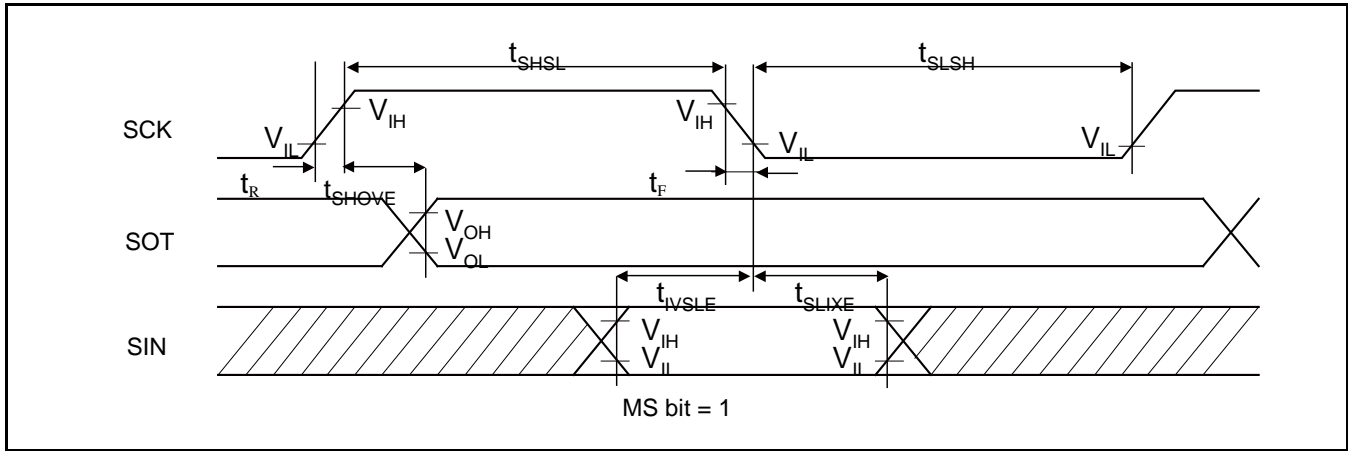 tSHSL
tSLSH
SCK
VIH
VIH
VIL
VIL
VIL
tR
tSHOVE
tF
SOT
VOH
VOL
tIVSLE
tSLIXE
SIN
VIH
VIH
VIL
VIL
MS bit = 1